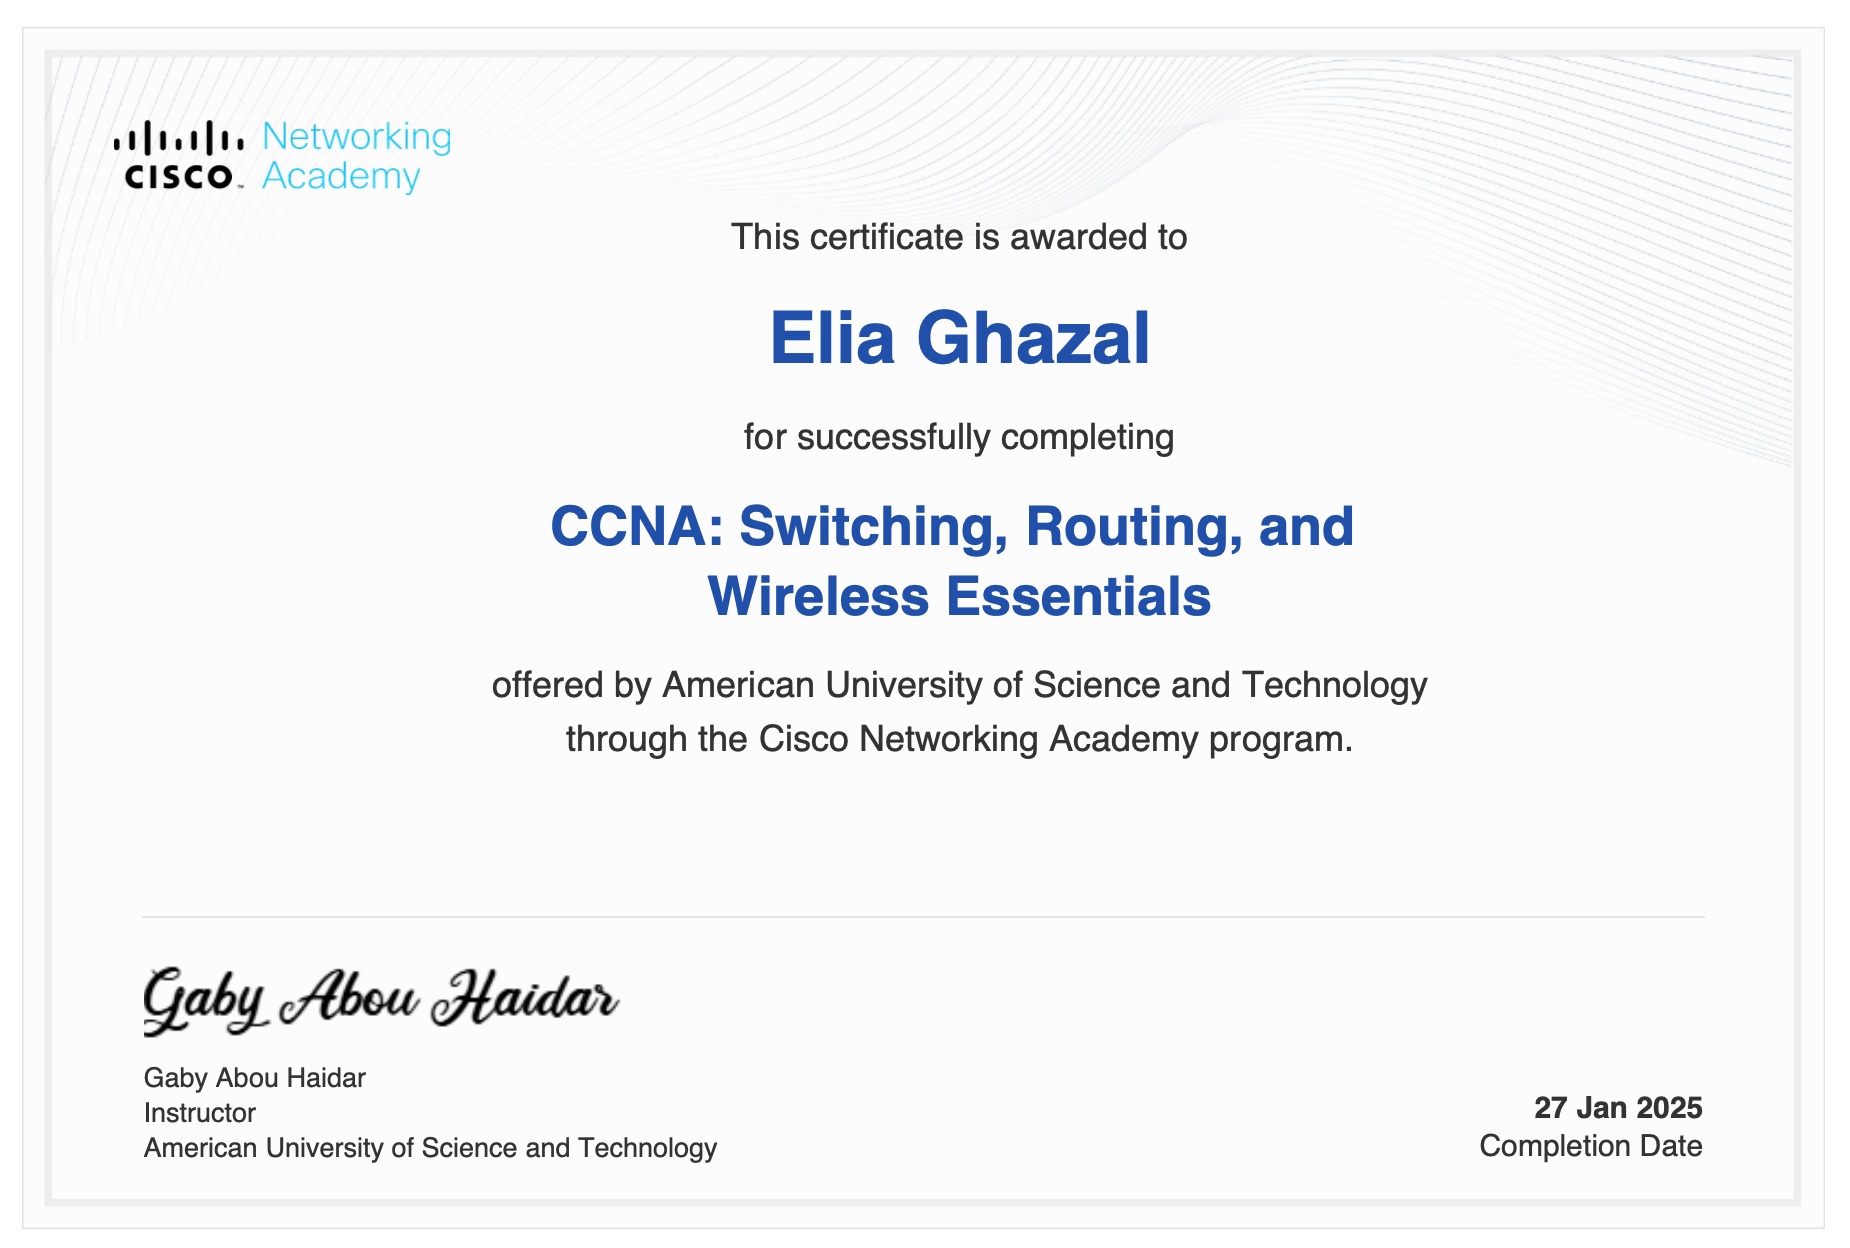 Networking
CISCO™ Academy
This certificate is awarded to
Elia Ghazal
for successfully completing
CCNA: Switching, Routing, and
Wireless Essentials
offered by American University of Science and Technology
through the Cisco Networking Academy program.
Gaby Abou Haidar
Gaby Abou Haidar
Instructor
American University of Science and Technology
27 Jan 2025
Completion Date